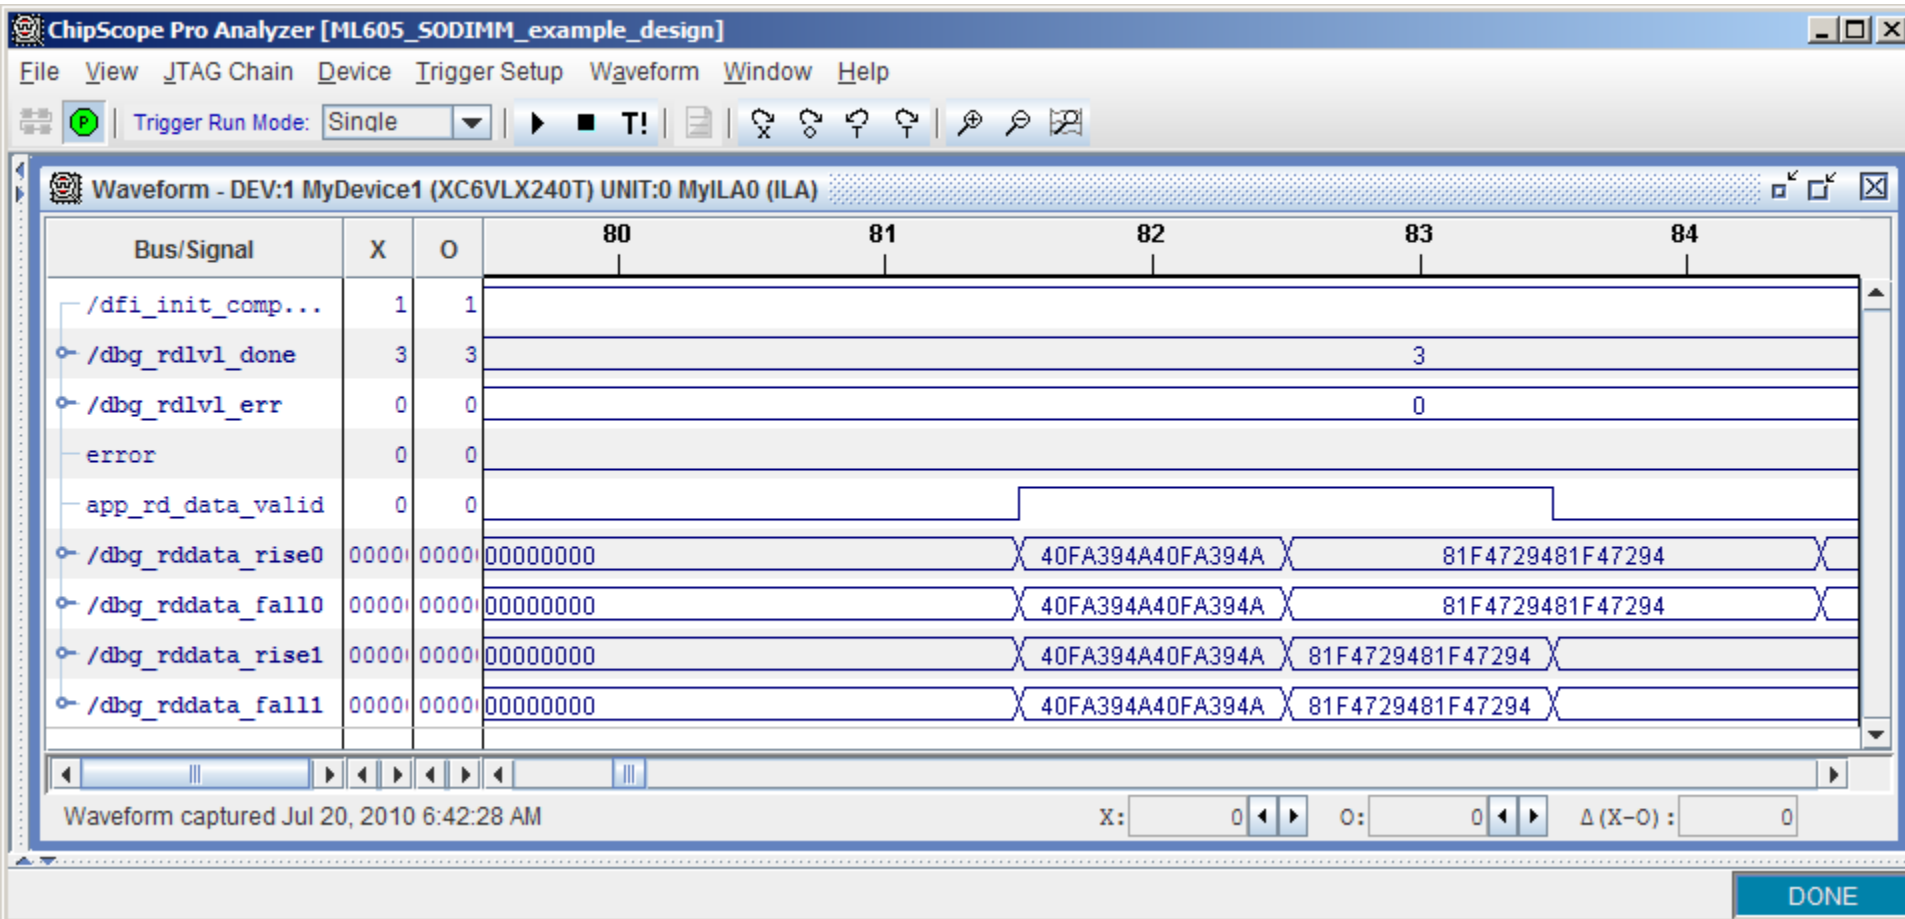 ChipScope Pro Analyzer [ML605_SODIMM_example_design]
File View JTAG Chain Device Trigger Setup Waveform Window Help
P Trigger Run Mode: Single T! X O T T
Waveform - DEV:1 MyDevice1 (XC6VLX240T) UNIT:0 MyILA0 (ILA)
Bus/Signal X O 80 81 82 83 84
/dfi_init_comp... 1 1
/dbg_rdlvl_done 3 3 3
/dbg_rdlvl_err 0 0 0
error 0 0
app_rd_data_valid 0 0
/dbg_rddata_rise0 0000 0000 00000000 40FA394A40FA394A 81F4729481F47294
/dbg_rddata_fall0 0000 0000 00000000 40FA394A40FA394A 81F4729481F47294
/dbg_rddata_rise1 0000 0000 00000000 40FA394A40FA394A 81F4729481F47294
/dbg_rddata_fall1 0000 0000 00000000 40FA394A40FA394A 81F4729481F47294
Waveform captured Jul 20, 2010 6:42:28 AM X: 0 O: 0 Δ(X-O): 0
DONE